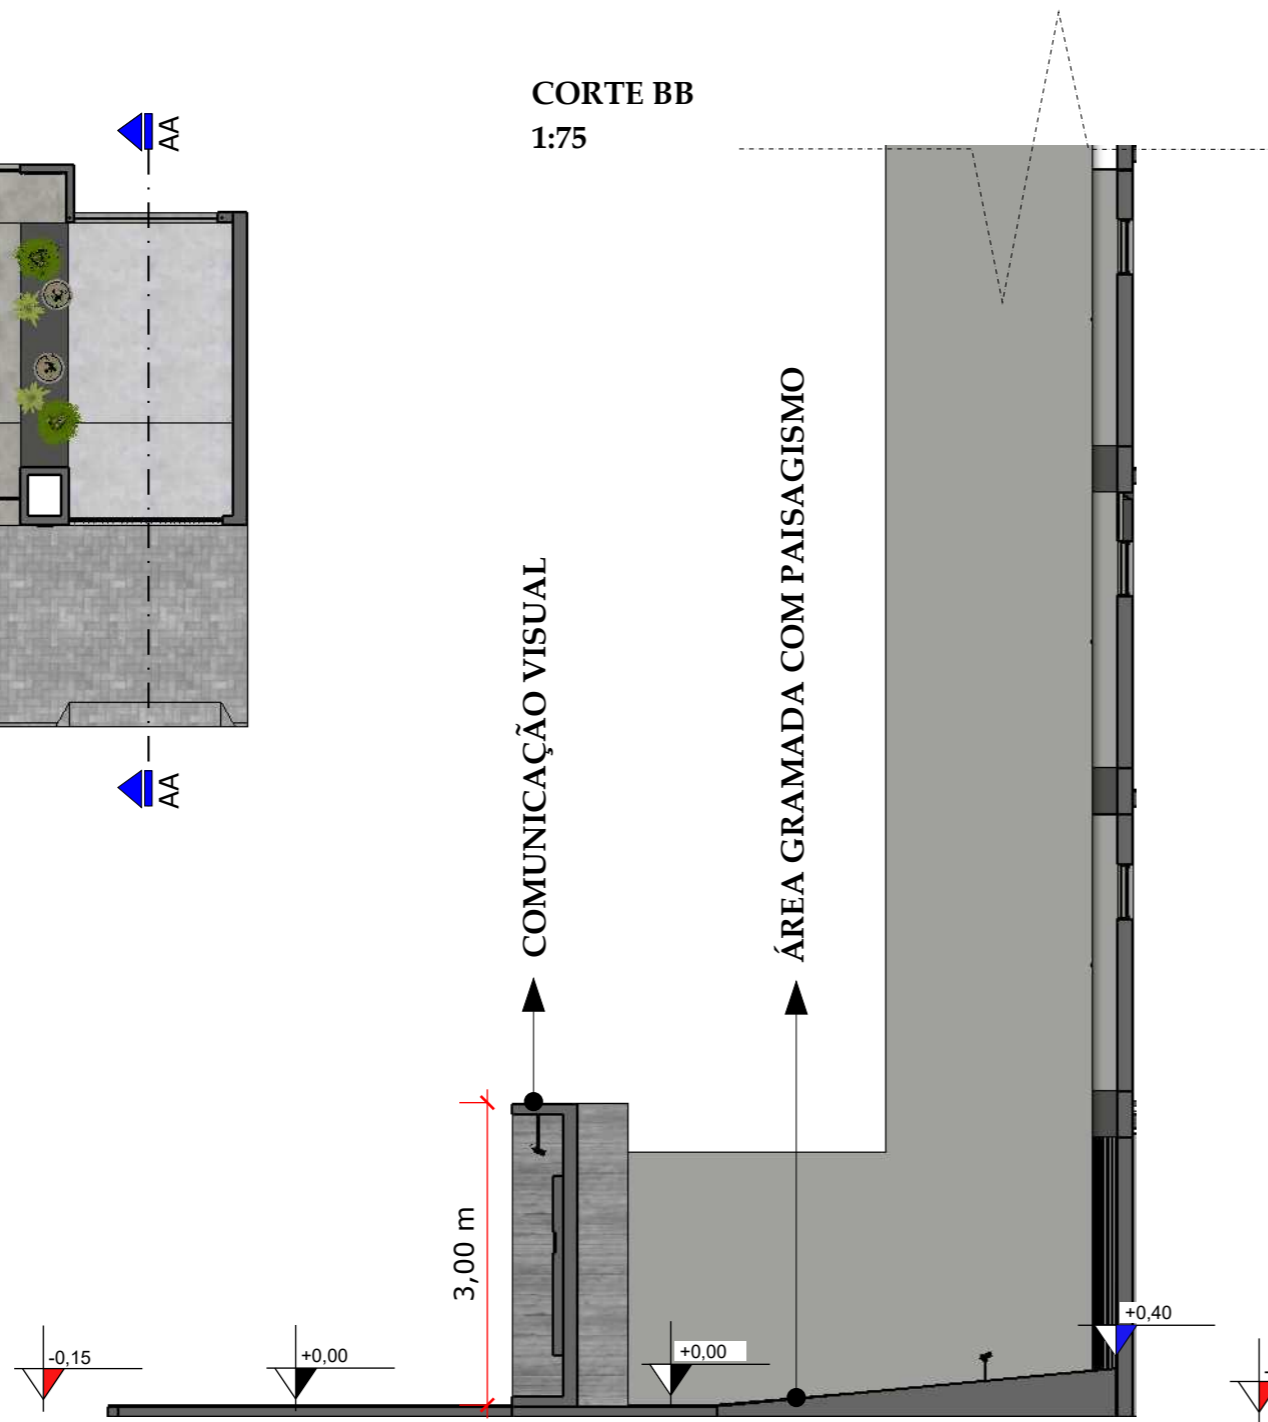 CORTE BB
1:75
AA
AA
COMUNICAÇÃO VISUAL
ÁREA GRAMADA COM PAISAGISMO
3,00 m
-0,15
+0,00
+0,00
+0,40